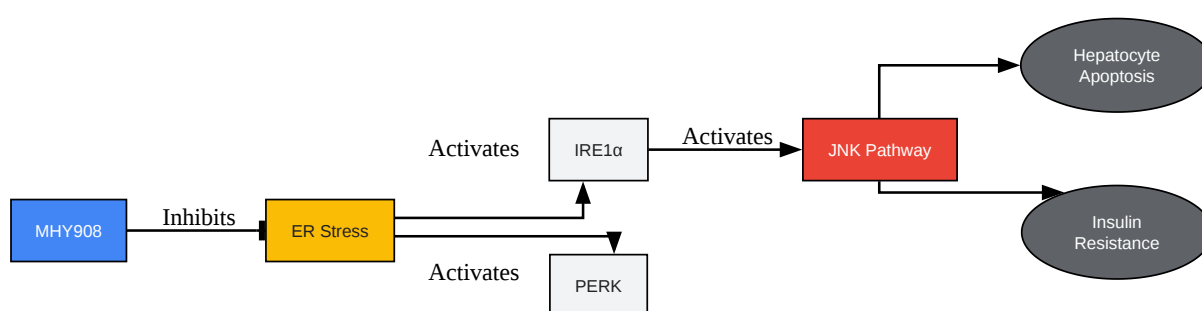 Hepatocyte
Apoptosis
Activates
IRE1α
Activates
JNK Pathway
MHY908
Inhibits
ER Stress
Insulin
Resistance
Activates
PERK